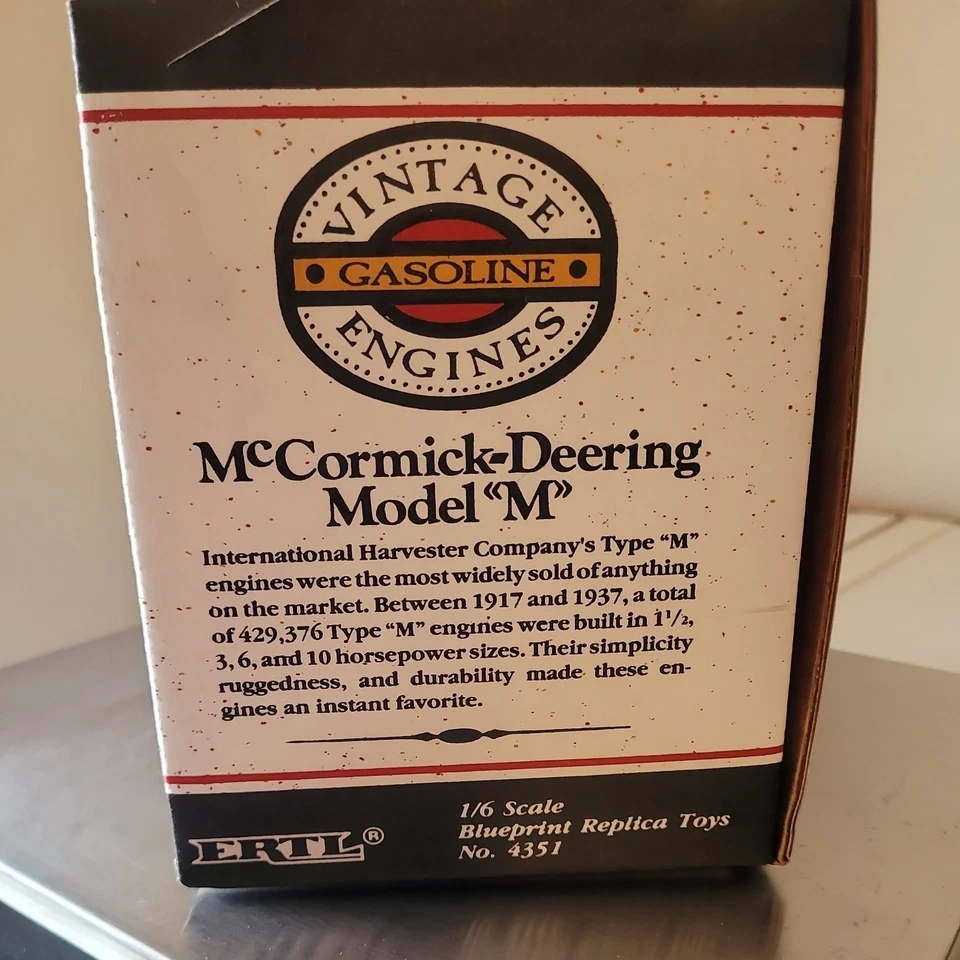 VINTAGE
GASOLINE
ENGINES
McCormick-Deering
Model “M”
International Harvester Company's Type “M”
engines were the most widely sold of anything
on the market. Between 1917 and 1937, a total
of 429,376 Type “M” engines were built in 1½,
3, 6, and 10 horsepower sizes. Their simplicity
ruggedness, and durability made these en-
gines an instant favorite.
ERTL®
1/6 Scale
Blueprint Replica Toys
No. 4351